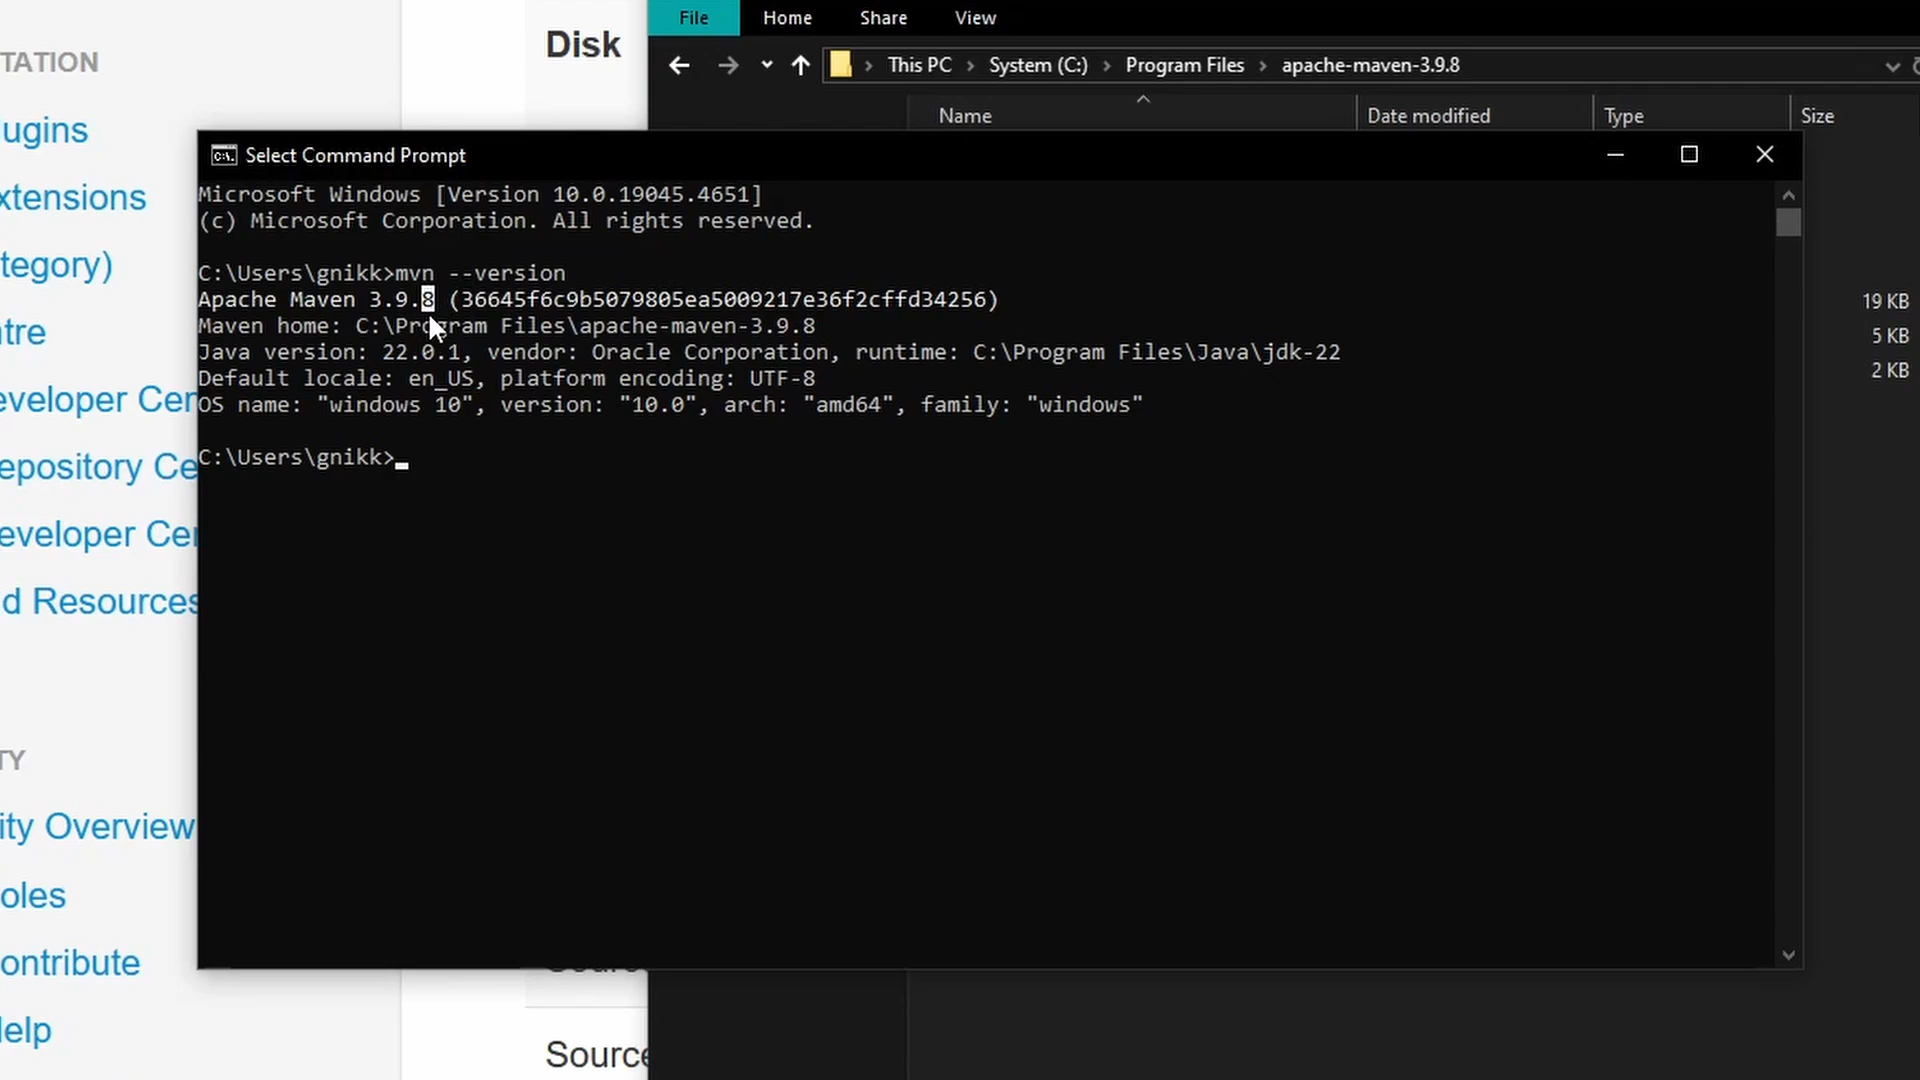 TATION
ugins
xtensions
tegory)
tre
eveloper Cen
epository Ce
eveloper Cen
d Resources
TY
ity Overview
oles
ontribute
elp
Disk
Source
File Home Share View
This PC > System (C:) > Program Files > apache-maven-3.9.8
Name Date modified Type Size
19 KB
5 KB
2 KB
Select Command Prompt
Microsoft Windows [Version 10.0.19045.4651]
(c) Microsoft Corporation. All rights reserved.
C:\Users\gnikk>mvn --version
Apache Maven 3.9.8 (36645f6c9b5079805ea5009217e36f2cffd34256)
Maven home: C:\Program Files\apache-maven-3.9.8
Java version: 22.0.1, vendor: Oracle Corporation, runtime: C:\Program Files\Java\jdk-22
Default locale: en_US, platform encoding: UTF-8
OS name: "windows 10", version: "10.0", arch: "amd64", family: "windows"
C:\Users\gnikk>